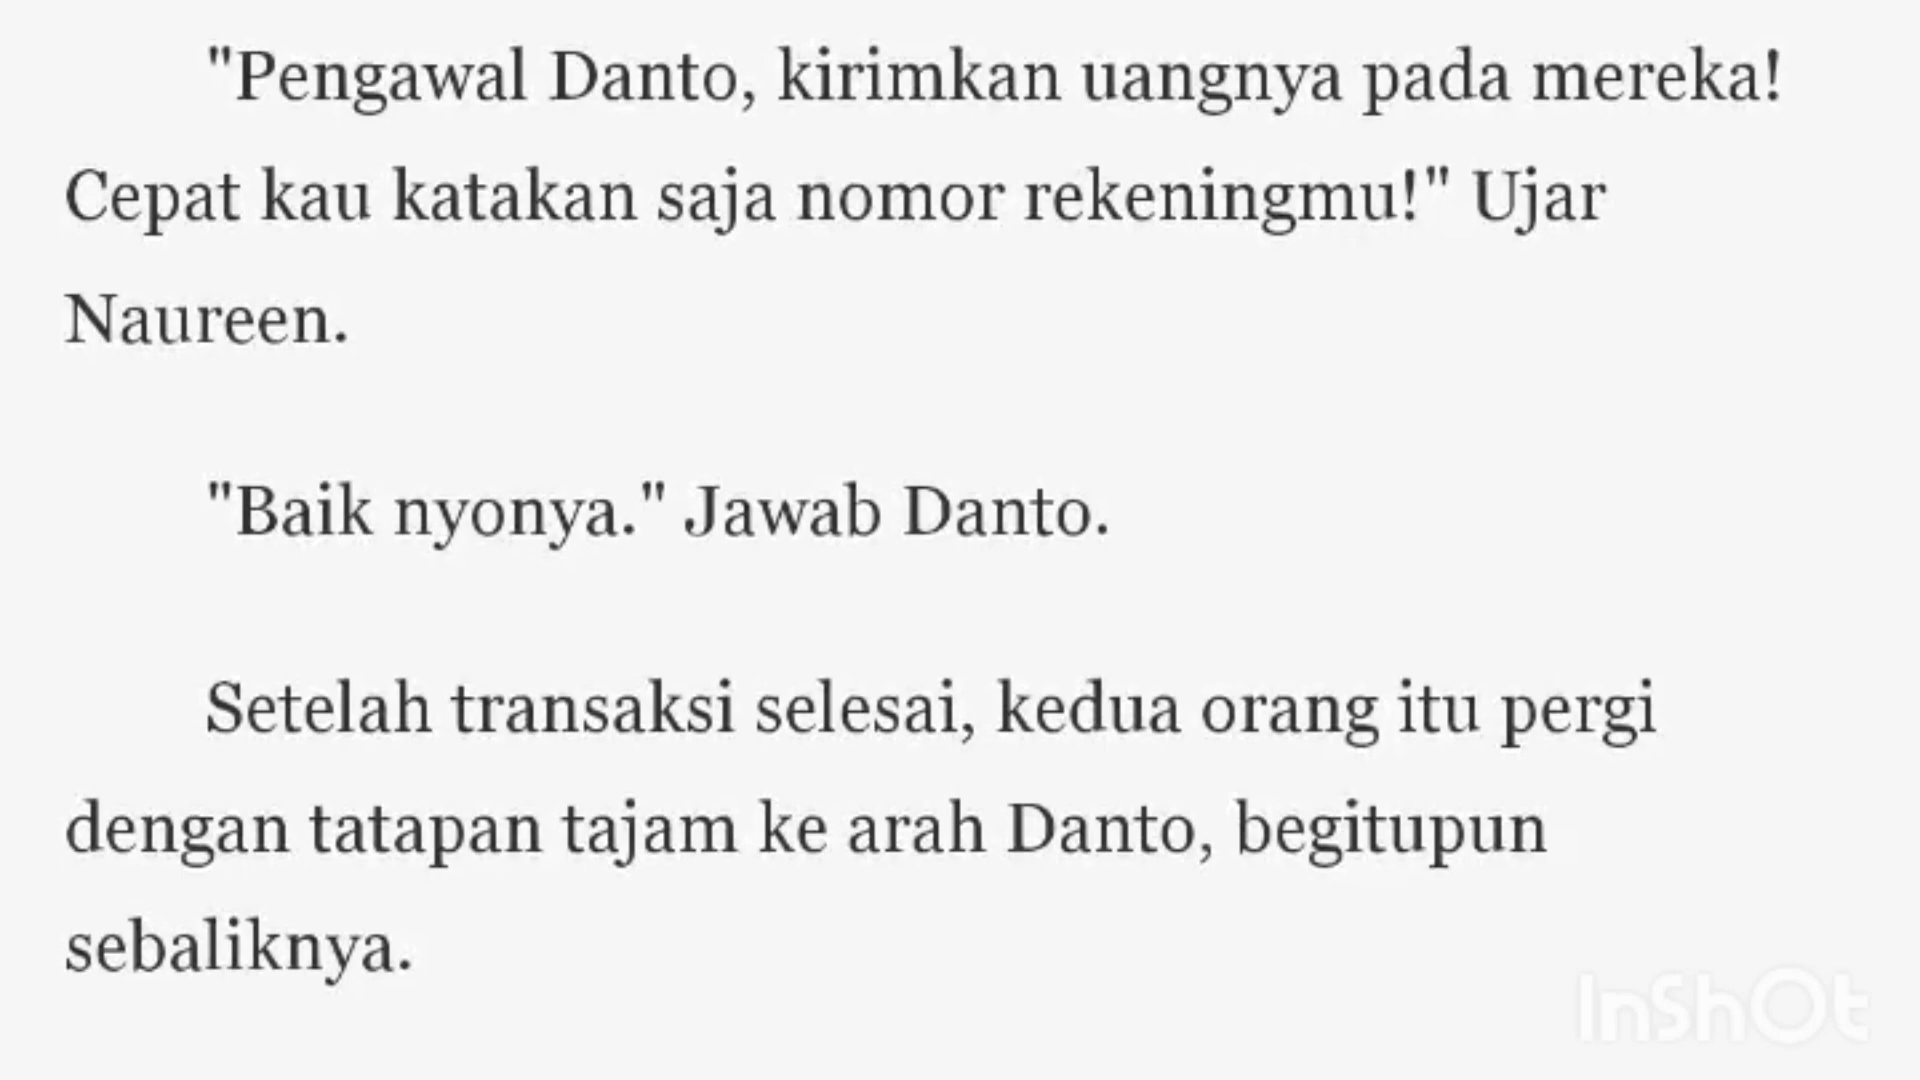 "Pengawal Danto, kirimkan uangnya pada mereka!
Cepat kau katakan saja nomor rekeningmu!" Ujar
Naureen.
"Baik nyonya." Jawab Danto.
Setelah transaksi selesai, kedua orang itu pergi
dengan tatapan tajam ke arah Danto, begitupun
sebaliknya.
InShOt